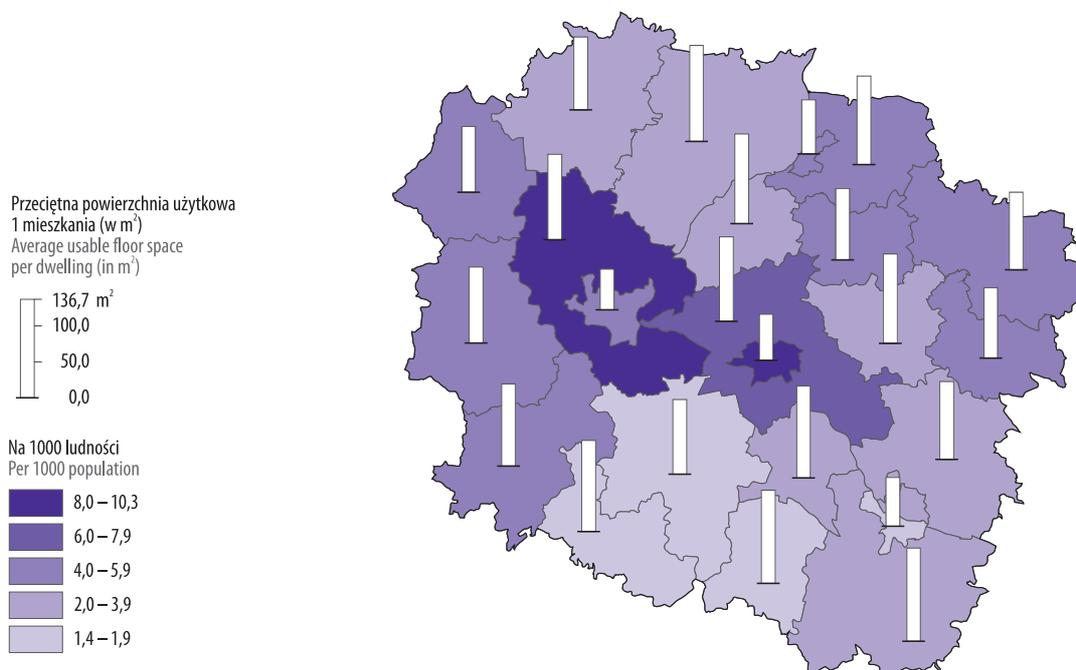 Przeciętna powierzchnia użytkowa
1 mieszkania (w m²)
Average usable floor space
per dwelling (in m²)
136,7 m²
100,0
50,0
0,0
Na 1000 ludności
Per 1000 population
8,0 – 10,3
6,0 – 7,9
4,0 – 5,9
2,0 – 3,9
1,4 – 1,9